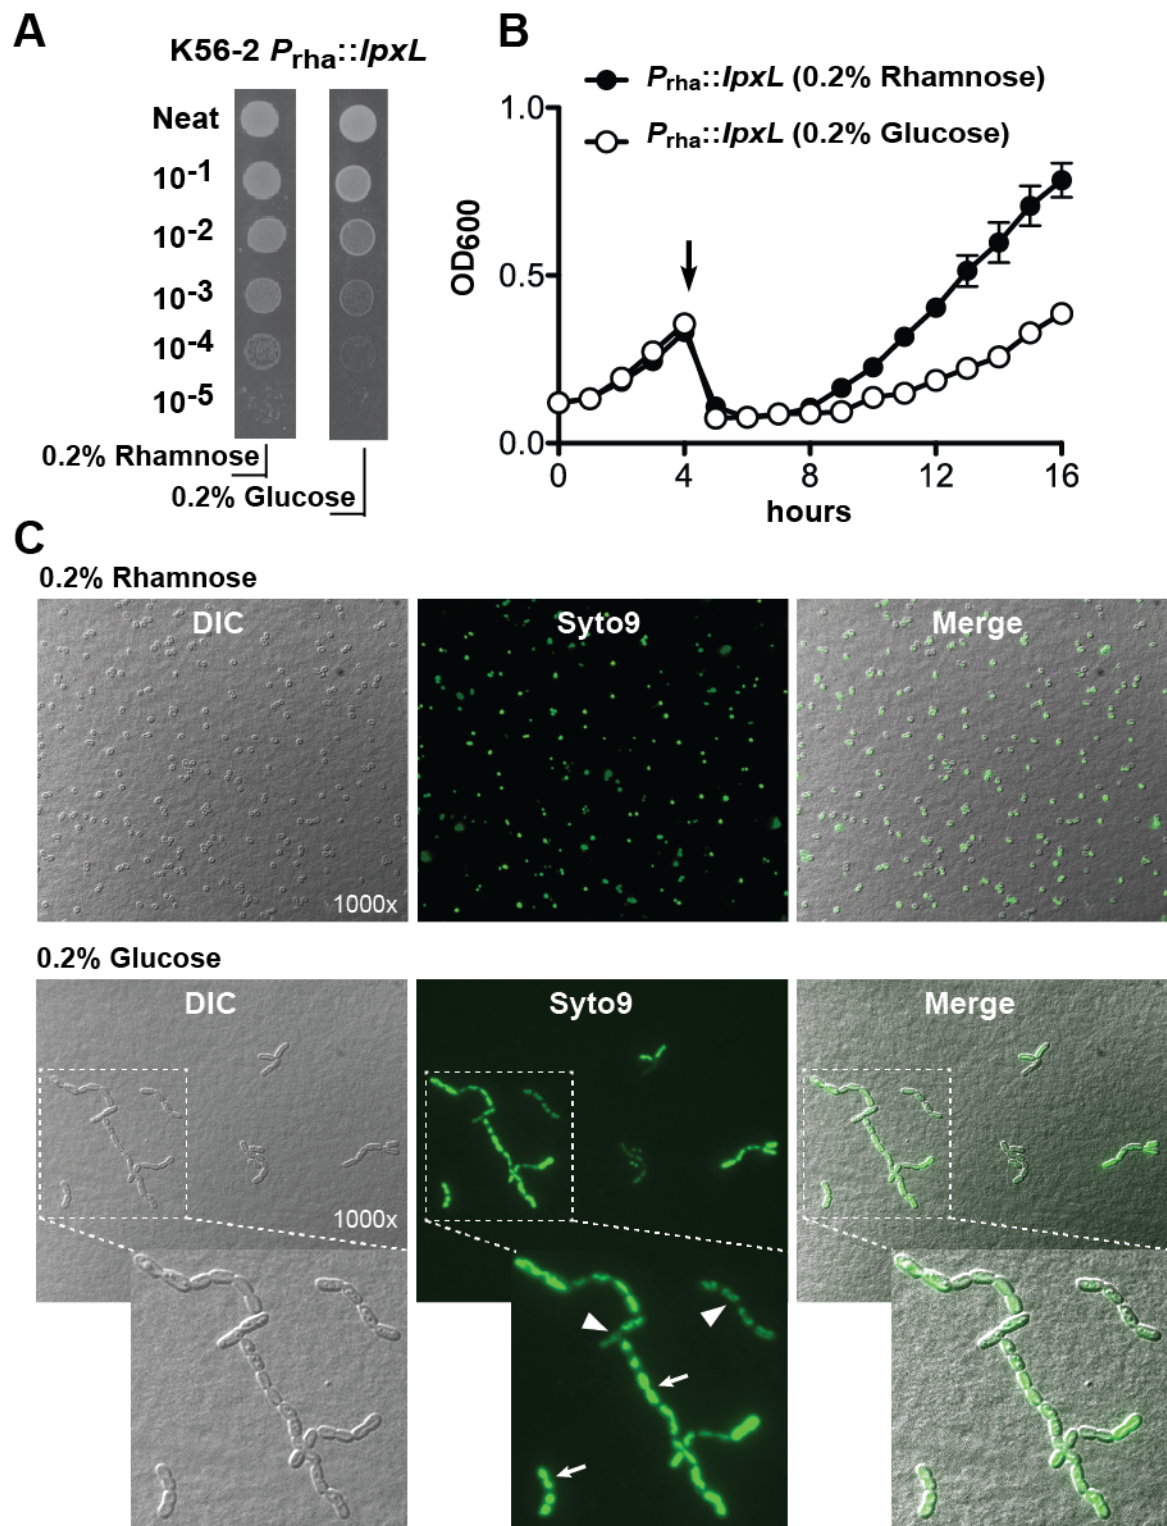 A
K56-2 Prha::lpxL
Neat
10-1
10-2
10-3
10-4
10-5
0.2% Rhamnose
0.2% Glucose
B
Prha::lpxL (0.2% Rhamnose)
Prha::lpxL (0.2% Glucose)
1.0
0.5
0.0
OD600
0 4 8 12 16
hours
C
0.2% Rhamnose
DIC Syto9 Merge
1000x
0.2% Glucose
DIC Syto9 Merge
1000x